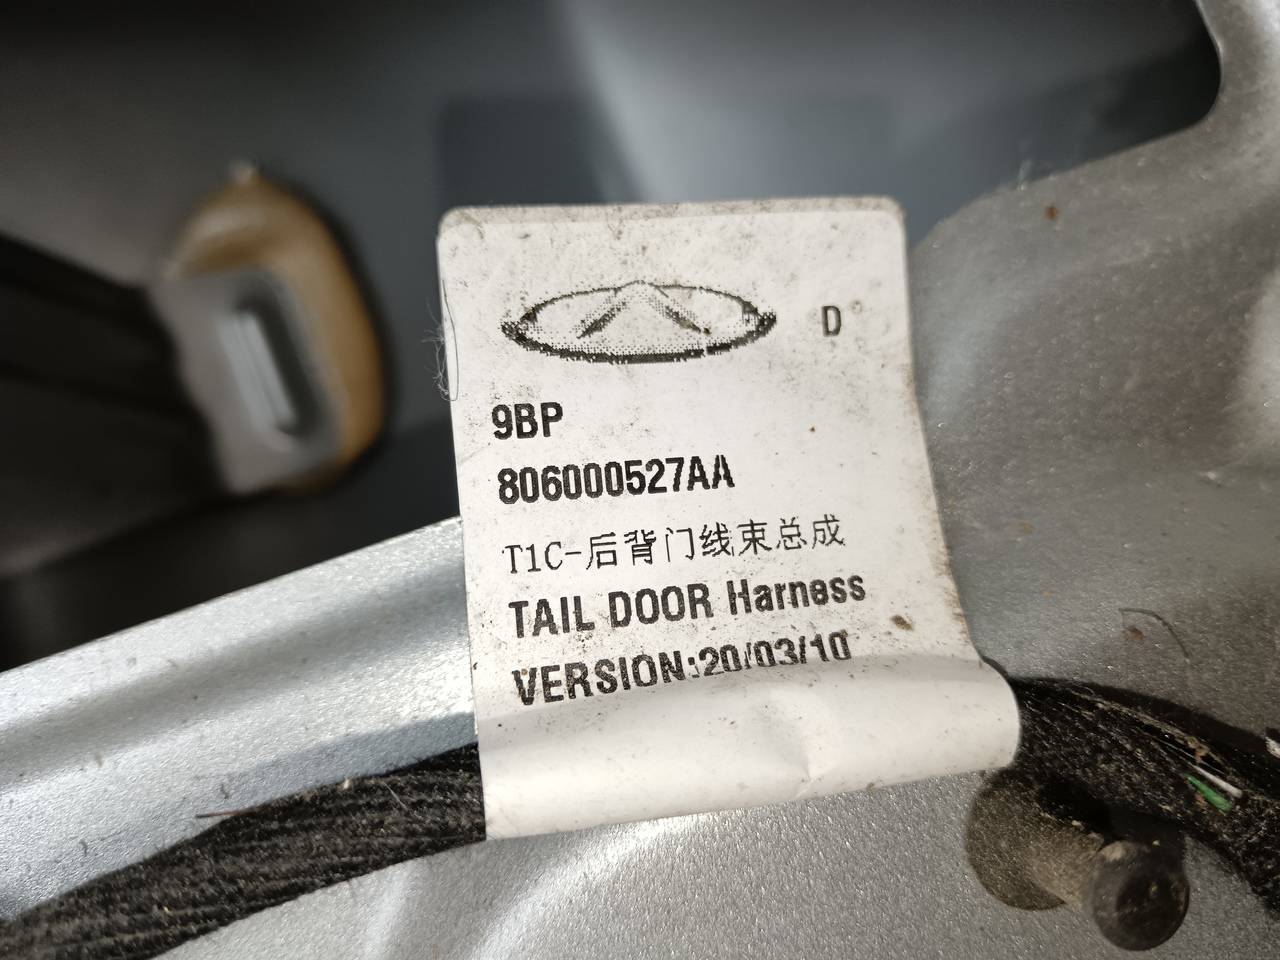 D
9BP
806000527AA
T1C-后背门线束总成
TAIL DOOR Harness
VERSION:20/03/10